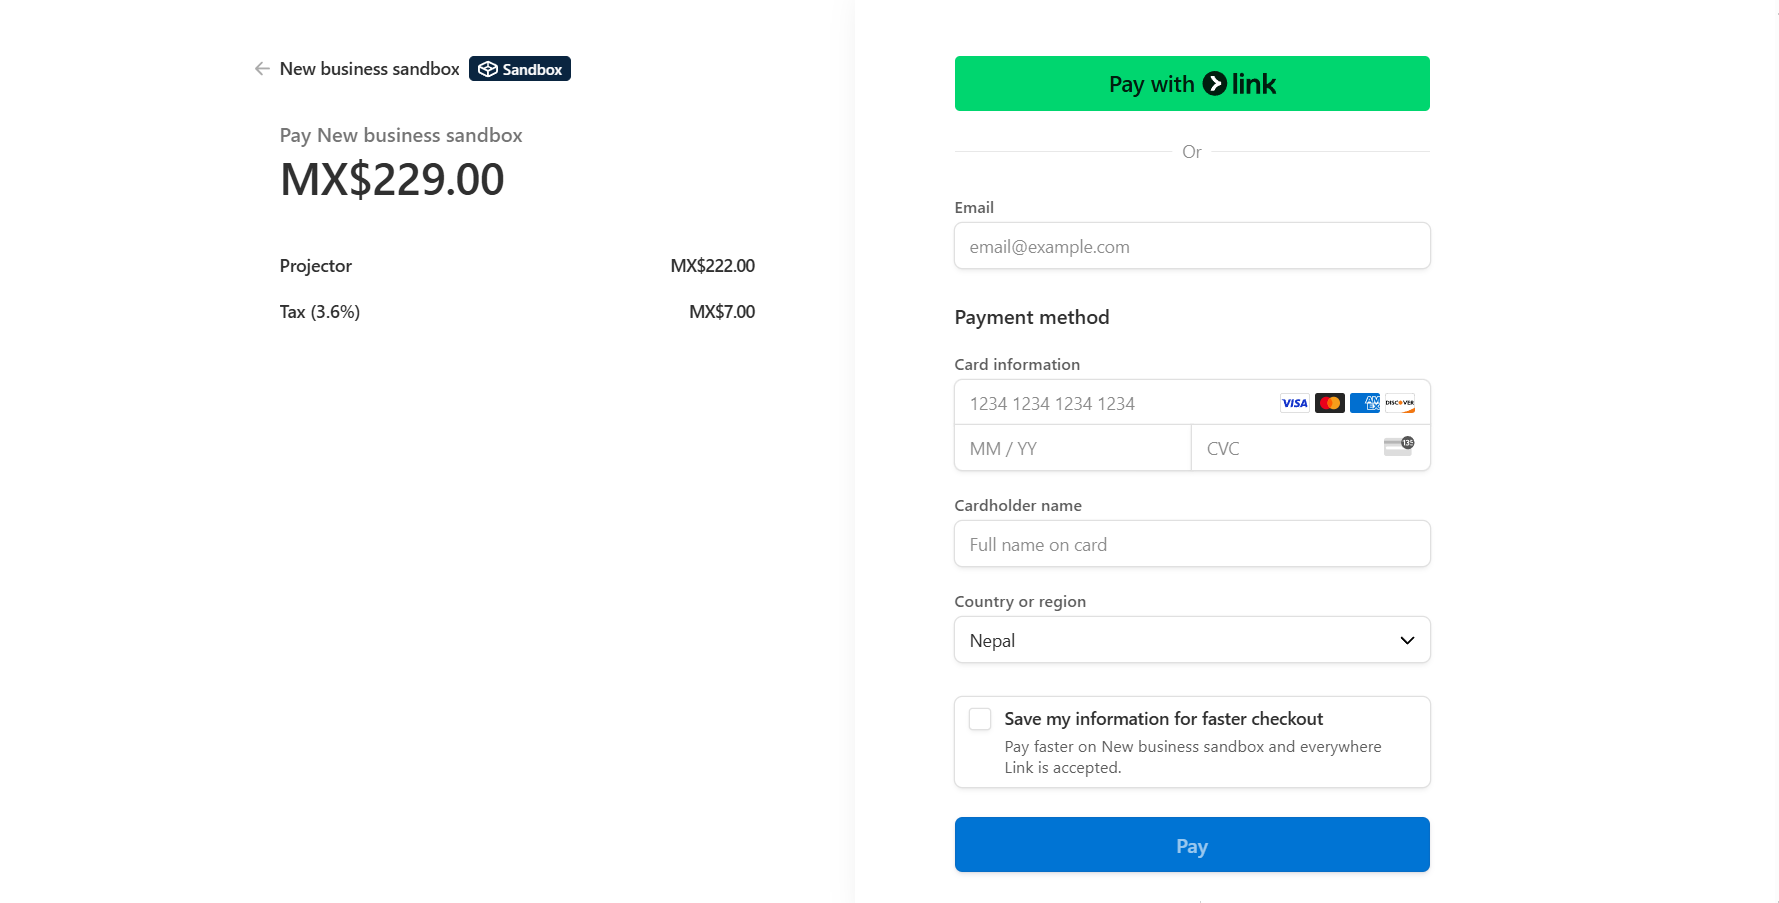 New business sandbox
Sandbox
Pay New business sandbox
MX$229.00
Projector MX$222.00
Tax (3.6%) MX$7.00
Pay with link
Or
Email
email@example.com
Payment method
Card information
1234 1234 1234 1234 VISA AMEX DISCOVER
MM / YY
CVC 135
Cardholder name
Full name on card
Country or region
Nepal
Save my information for faster checkout
Pay faster on New business sandbox and everywhere
Link is accepted.
Pay